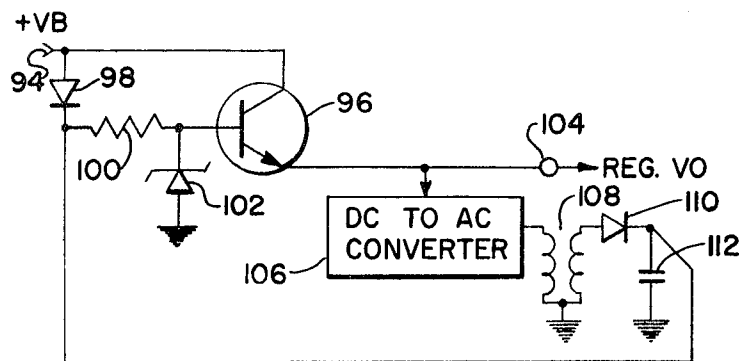 +VB
94
98
96
100
102
104
REG. VO
108
110
DC TO AC
CONVERTER
112
106